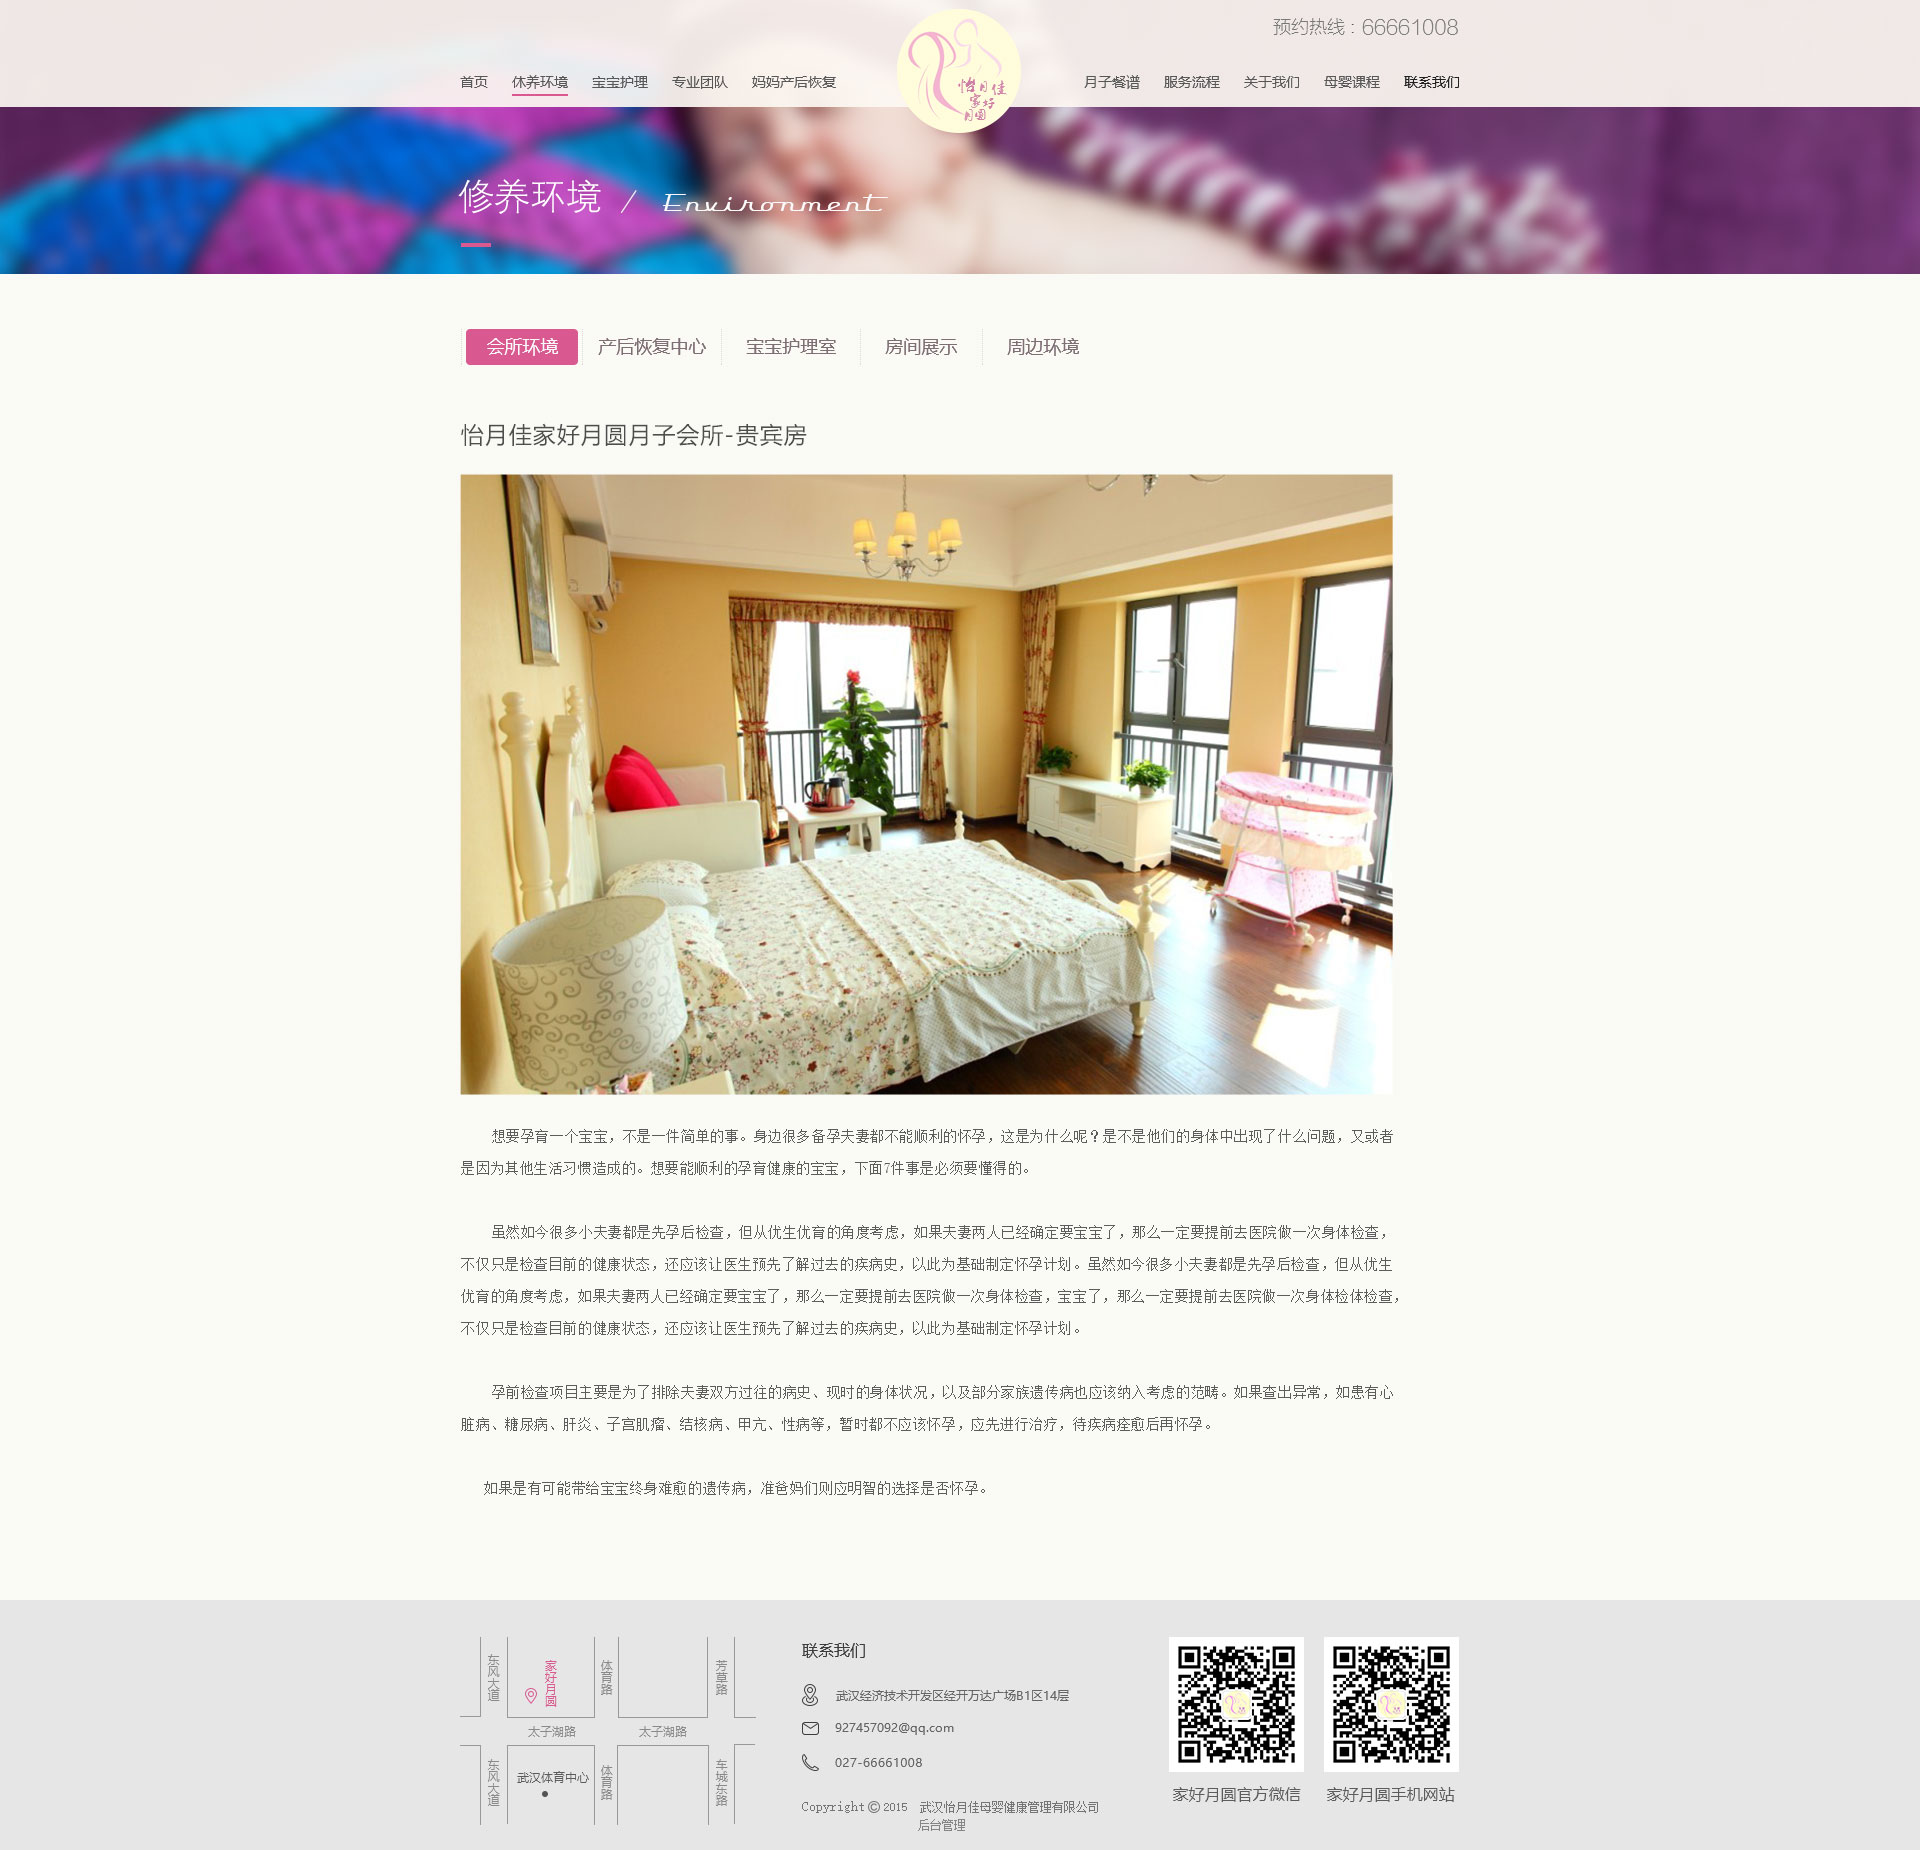 预约热线：66661008
首页 休养环境 宝宝护理 专业团队 妈妈产后恢复
怡月佳
家好
月圆
月子餐谱 服务流程 关于我们 母婴课程 联系我们
修养环境 / Environment
会所环境 产后恢复中心 宝宝护理室 房间展示 周边环境
怡月佳家好月圆月子会所-贵宾房
想要孕育一个宝宝，不是一件简单的事。身边很多备孕夫妻都不能顺利的怀孕，这是为什么呢？是不是他们的身体中出现了什么问题，又或者
是因为其他生活习惯造成的。想要能顺利的孕育健康的宝宝，下面7件事是必须要懂得的。
虽然如今很多小夫妻都是先孕后检查，但从优生优育的角度考虑，如果夫妻两人已经确定要宝宝了，那么一定要提前去医院做一次身体检查，
不仅只是检查目前的健康状态，还应该让医生预先了解过去的疾病史，以此为基础制定怀孕计划。虽然如今很多小夫妻都是先孕后检查，但从优生
优育的角度考虑，如果夫妻两人已经确定要宝宝了，那么一定要提前去医院做一次身体检查，宝宝了，那么一定要提前去医院做一次身体检体检查，
不仅只是检查目前的健康状态，还应该让医生预先了解过去的疾病史，以此为基础制定怀孕计划。
孕前检查项目主要是为了排除夫妻双方过往的病史、现时的身体状况，以及部分家族遗传病也应该纳入考虑的范畴。如果查出异常，如患有心
脏病、糖尿病、肝炎、子宫肌瘤、结核病、甲亢、性病等，暂时都不应该怀孕，应先进行治疗，待疾病痊愈后再怀孕。
如果是有可能带给宝宝终身难愈的遗传病，准爸妈们则应明智的选择是否怀孕。
东风大道
家好月圆
体育路
芳草路
太子湖路 太子湖路
东风大道
武汉体育中心
体育路
车城东路
联系我们
武汉经济技术开发区经开万达广场B1区14层
927457092@qq.com
027-66661008
Copyright © 2015 武汉怡月佳母婴健康管理有限公司
后台管理
家好月圆官方微信
家好月圆手机网站